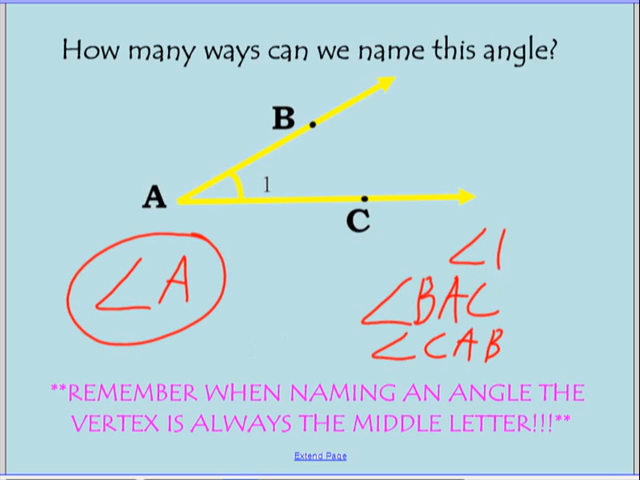 How many ways can we name this angle?
B
A
1
C
∠1
∠A
∠BAC
∠CAB
**REMEMBER WHEN NAMING AN ANGLE THE
VERTEX IS ALWAYS THE MIDDLE LETTER!!!**
Extend Page